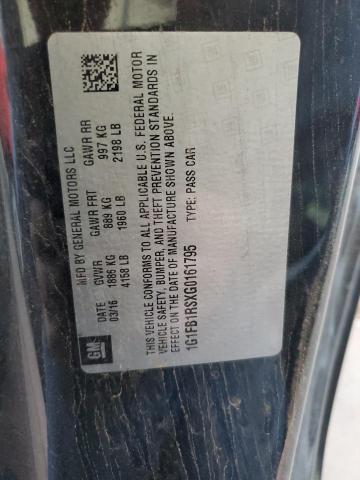 MFD BY GENERAL MOTORS LLC
DATE GVWR GAWR FRT GAWR RR
03/16 1886 KG 889 KG 997 KG
4158 LB 1960 LB 2198 LB
THIS VEHICLE CONFORMS TO ALL APPLICABLE U.S. FEDERAL MOTOR
VEHICLE SAFETY, BUMPER, AND THEFT PREVENTION STANDARDS IN
EFFECT ON THE DATE OF MANUFACTURE SHOWN ABOVE.
1G1FB1RSXG0161795 TYPE: PASS CAR
GM